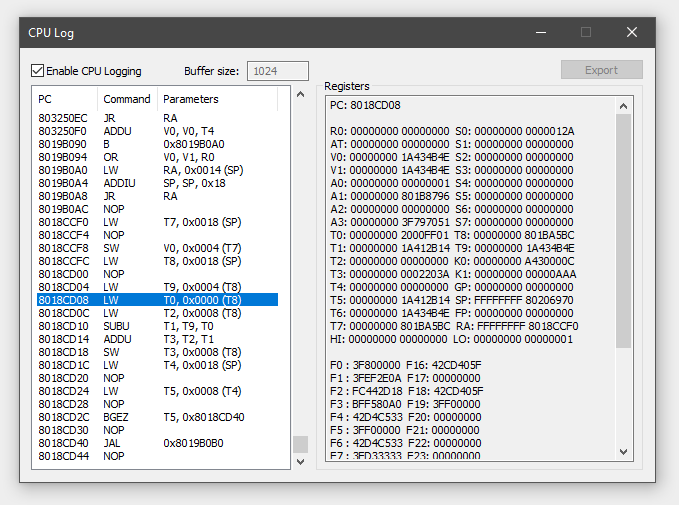 CPU Log
Enable CPU Logging
Buffer size: 1024
Export
PC Command Parameters
803250EC JR RA
803250F0 ADDU V0, V0, T4
8019B090 B 0x8019B0A0
8019B094 OR V0, V1, R0
8019B0A0 LW RA, 0x0014 (SP)
8019B0A4 ADDIU SP, SP, 0x18
8019B0A8 JR RA
8019B0AC NOP
8018CCF0 LW T7, 0x0018 (SP)
8018CCF4 NOP
8018CCF8 SW V0, 0x0004 (T7)
8018CCFC LW T8, 0x0018 (SP)
8018CD00 NOP
8018CD04 LW T9, 0x0004 (T8)
8018CD08 LW T0, 0x0000 (T8)
8018CD0C LW T2, 0x0008 (T8)
8018CD10 SUBU T1, T9, T0
8018CD14 ADDU T3, T2, T1
8018CD18 SW T3, 0x0008 (T8)
8018CD1C LW T4, 0x0018 (SP)
8018CD20 NOP
8018CD24 LW T5, 0x0008 (T4)
8018CD28 NOP
8018CD2C BGEZ T5, 0x8018CD40
8018CD30 NOP
8018CD40 JAL 0x8019B0B0
8018CD44 NOP
Registers
PC: 8018CD08
R0: 00000000 00000000 S0: 00000000 0000012A
AT: 00000000 00000000 S1: 00000000 00000000
V0: 00000000 1A434B4E S2: 00000000 00000000
V1: 00000000 1A434B4E S3: 00000000 00000000
A0: 00000000 00000001 S4: 00000000 00000000
A1: 00000000 801B8796 S5: 00000000 00000000
A2: 00000000 00000000 S6: 00000000 00000000
A3: 00000000 3F797051 S7: 00000000 00000000
T0: 00000000 2000FF01 T8: 00000000 801BA5BC
T1: 00000000 1A412B14 T9: 00000000 1A434B4E
T2: 00000000 00000000 K0: 00000000 A430000C
T3: 00000000 0002203A K1: 00000000 00000AAA
T4: 00000000 00000000 GP: 00000000 00000000
T5: 00000000 1A412B14 SP: FFFFFFFF 80206970
T6: 00000000 1A434B4E FP: 00000000 00000000
T7: 00000000 801BA5BC RA: FFFFFFFF 8018CCF0
HI: 00000000 00000000 LO: 00000000 00000001
F0 : 3F800000 F16: 42CD405F
F1 : 3FEF2E0A F17: 00000000
F2 : FC442D18 F18: 42CD405F
F3 : BFF580A0 F19: 3FF00000
F4 : 42D4C533 F20: 00000000
F5 : 3FF00000 F21: 00000000
F6 : 42D4C533 F22: 00000000
F7 : 3FD33333 F23: 00000000